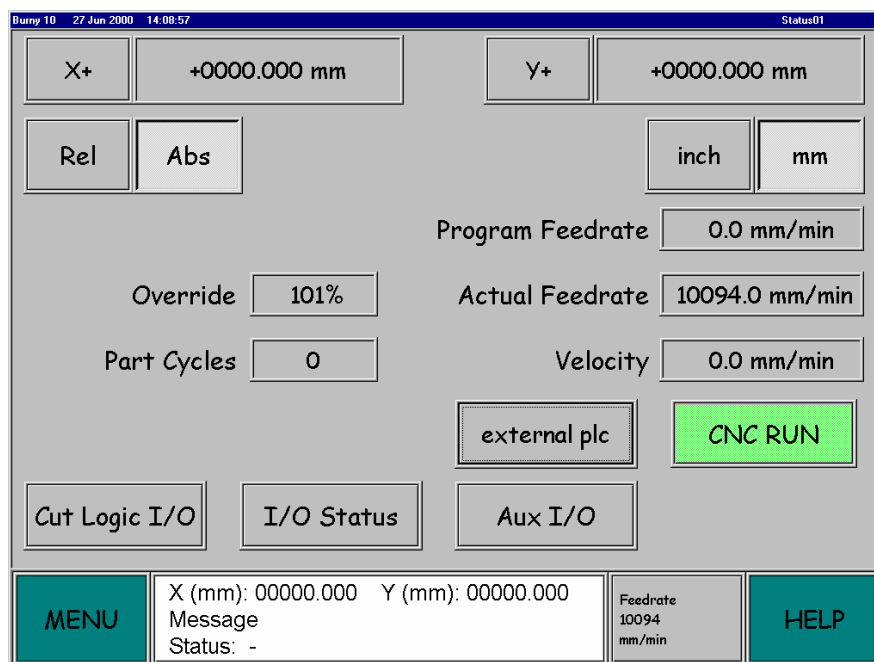 Burny 10 27 Jun 2000 14:08:57 Status01
X+ +0000.000 mm Y+ +0000.000 mm
Rel Abs inch mm
Program Feedrate 0.0 mm/min
Override 101% Actual Feedrate 10094.0 mm/min
Part Cycles 0 Velocity 0.0 mm/min
external plc CNC RUN
Cut Logic I/O I/O Status Aux I/O
MENU
X (mm): 00000.000 Y (mm): 00000.000
Message
Status: -
Feedrate
10094
mm/min
HELP